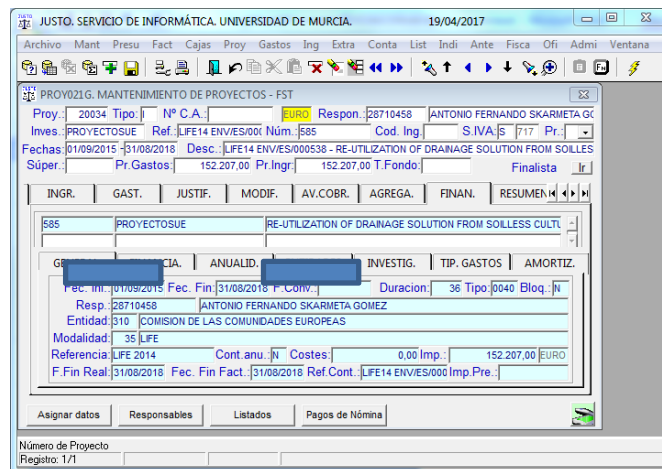 JUSTO. SERVICIO DE INFORMÁTICA. UNIVERSIDAD DE MURCIA. 19/04/2017
Archivo Mant Presu Fact Cajas Proy Gastos Ing Extra Conta List Indi Ante Fisca Ofi Admi Ventana
PROY021G. MANTENIMIENTO DE PROYECTOS - FST
Proy.: 20034 Tipo: I Nº C.A.: EURO Respon.: 28710458 ANTONIO FERNANDO SKARMETA GO
Inves.: PROYECTOSUE Ref.: LIFE14 ENV/ES/000 Núm.: 585 Cod. Ing. S.IVA: S 717 Pr.:
Fechas: 01/09/2015 - 31/08/2018 Desc.: LIFE14 ENV/ES/000538 - RE-UTILIZATION OF DRAINAGE SOLUTION FROM SOILLES
Súper.: Pr.Gastos: 152.207,00 Pr.Ingr: 152.207,00 T.Fondo: Finalista Ir
INGR. GAST. JUSTIF. MODIF. AV.COBR. AGREGA. FINAN. RESUMEN
585 PROYECTOSUE RE-UTILIZATION OF DRAINAGE SOLUTION FROM SOILLESS CULTU
CIA. ANUALID. INVESTIG. TIP. GASTOS AMORTIZ.
Fec. Ini.: 01/09/2015 Fec. Fin: 31/08/2018 F.Conv.: Duracion: 36 Tipo: 0040 Bloq.: N
Resp.: 28710458 ANTONIO FERNANDO SKARMETA GOMEZ
Entidad: 310 COMISION DE LAS COMUNIDADES EUROPEAS
Modalidad: 35 LIFE
Referencia: LIFE 2014 Cont.anu.: N Costes: 0,00 Imp.: 152.207,00 EURO
F.Fin Real: 31/08/2018 Fec. Fin Fact.: 31/08/2018 Ref.Cont.: LIFE14 ENV/ES/000 Imp.Pre.:
Asignar datos Responsables Listados Pagos de Nómina
Número de Proyecto
Registro: 1/1